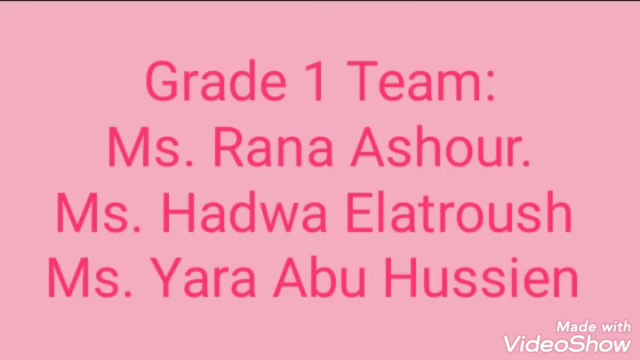 Grade 1 Team:
Ms. Rana Ashour.
Ms. Hadwa Elatroush
Ms. Yara Abu Hussien
Made with
VideoShow